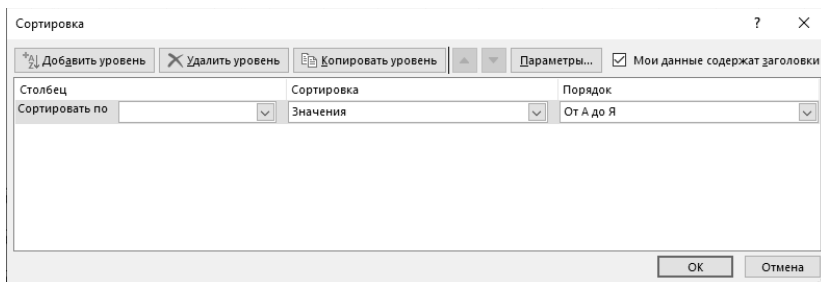 Сортировка ? ×
Добавить уровень Удалить уровень Копировать уровень Параметры... Мои данные содержат заголовки
Столбец Сортировка Порядок
Сортировать по Значения От А до Я
ОК Отмена